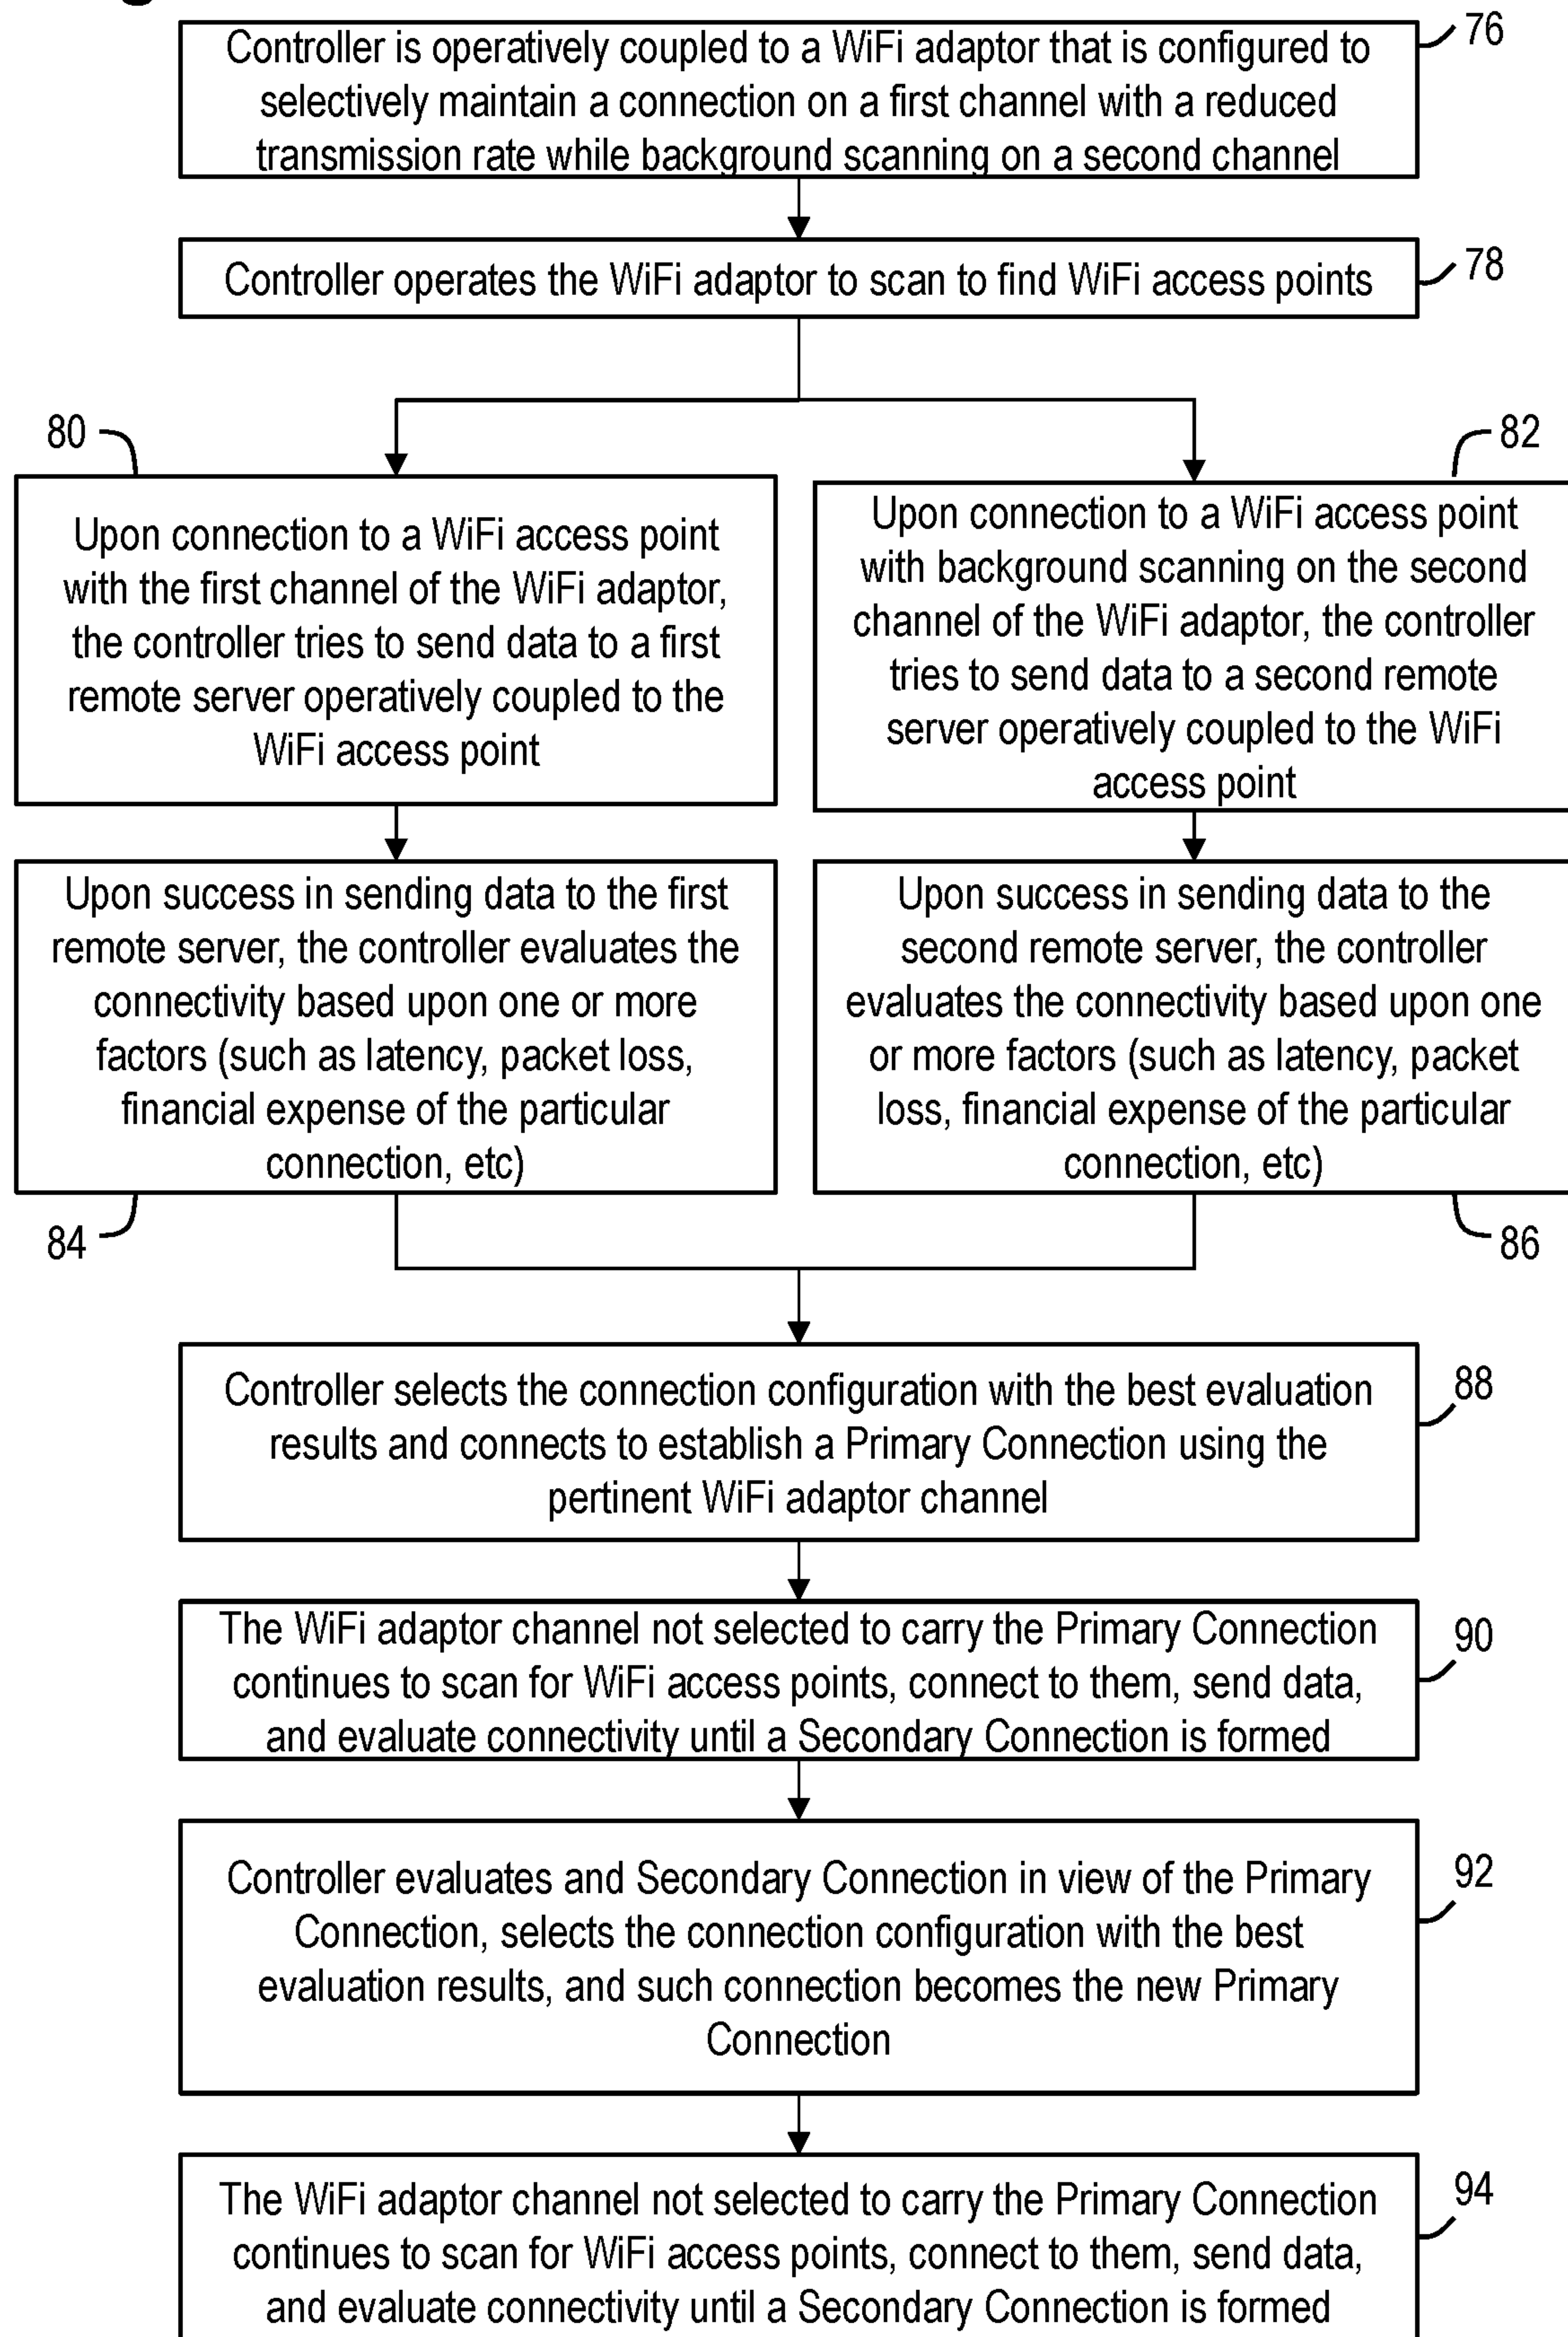 Controller is operatively coupled to a WiFi adaptor that is configured to
selectively maintain a connection on a first channel with a reduced
transmission rate while background scanning on a second channel
76
Controller operates the WiFi adaptor to scan to find WiFi access points
78
80
Upon connection to a WiFi access point
with the first channel of the WiFi adaptor,
the controller tries to send data to a first
remote server operatively coupled to the
WiFi access point
82
Upon connection to a WiFi access point
with background scanning on the second
channel of the WiFi adaptor, the controller
tries to send data to a second remote
server operatively coupled to the WiFi
access point
Upon success in sending data to the first
remote server, the controller evaluates the
connectivity based upon one or more
factors (such as latency, packet loss,
financial expense of the particular
connection, etc)
84
Upon success in sending data to the
second remote server, the controller
evaluates the connectivity based upon one
or more factors (such as latency, packet
loss, financial expense of the particular
connection, etc)
86
Controller selects the connection configuration with the best evaluation
results and connects to establish a Primary Connection using the
pertinent WiFi adaptor channel
88
The WiFi adaptor channel not selected to carry the Primary Connection
continues to scan for WiFi access points, connect to them, send data,
and evaluate connectivity until a Secondary Connection is formed
90
Controller evaluates and Secondary Connection in view of the Primary
Connection, selects the connection configuration with the best
evaluation results, and such connection becomes the new Primary
Connection
92
The WiFi adaptor channel not selected to carry the Primary Connection
continues to scan for WiFi access points, connect to them, send data,
and evaluate connectivity until a Secondary Connection is formed
94